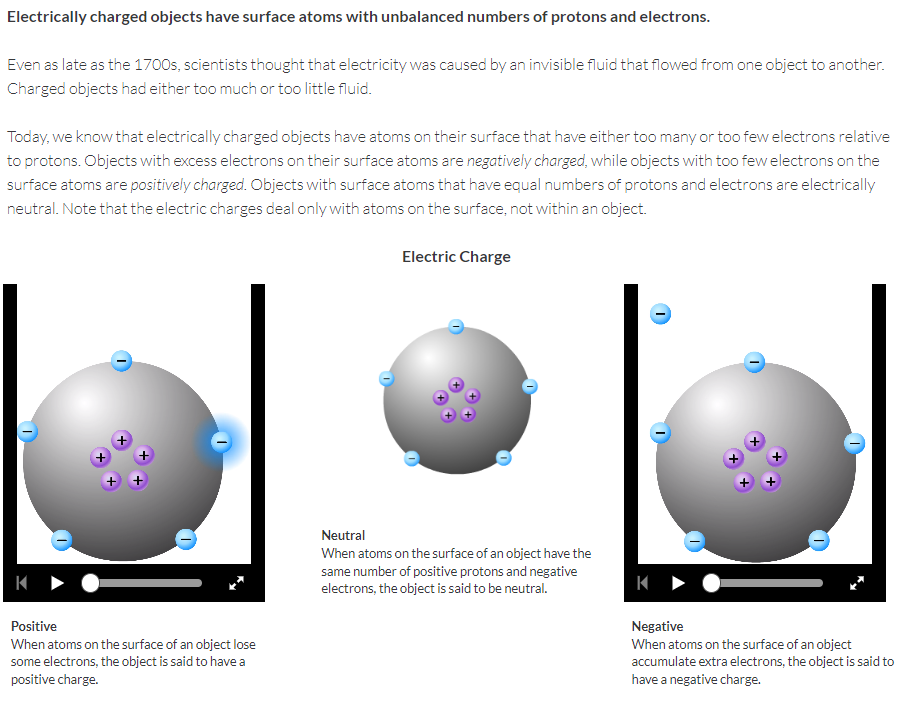 Electrically charged objects have surface atoms with unbalanced numbers of protons and electrons.
Even as late as the 1700s, scientists thought that electricity was caused by an invisible fluid that flowed from one object to another.
Charged objects had either too much or too little fluid.
Today, we know that electrically charged objects have atoms on their surface that have either too many or too few electrons relative
to protons. Objects with excess electrons on their surface atoms are negatively charged, while objects with too few electrons on the
surface atoms are positively charged. Objects with surface atoms that have equal numbers of protons and electrons are electrically
neutral. Note that the electric charges deal only with atoms on the surface, not within an object.
Electric Charge
Positive
When atoms on the surface of an object lose
some electrons, the object is said to have a
positive charge.
Neutral
When atoms on the surface of an object have the
same number of positive protons and negative
electrons, the object is said to be neutral.
Negative
When atoms on the surface of an object
accumulate extra electrons, the object is said to
have a negative charge.